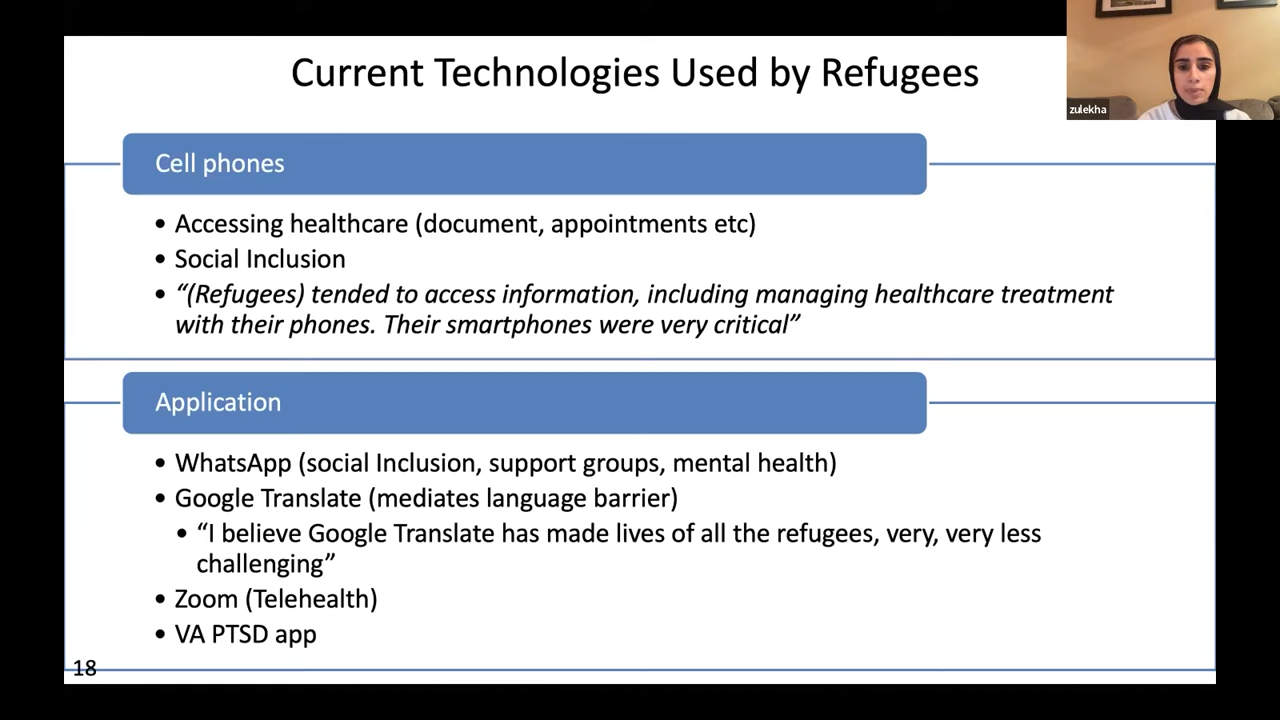 Current Technologies Used by Refugees
zulekha
Cell phones
• Accessing healthcare (document, appointments etc)
• Social Inclusion
• “(Refugees) tended to access information, including managing healthcare treatment
with their phones. Their smartphones were very critical”
Application
• WhatsApp (social Inclusion, support groups, mental health)
• Google Translate (mediates language barrier)
• “I believe Google Translate has made lives of all the refugees, very, very less
challenging”
• Zoom (Telehealth)
• VA PTSD app
18